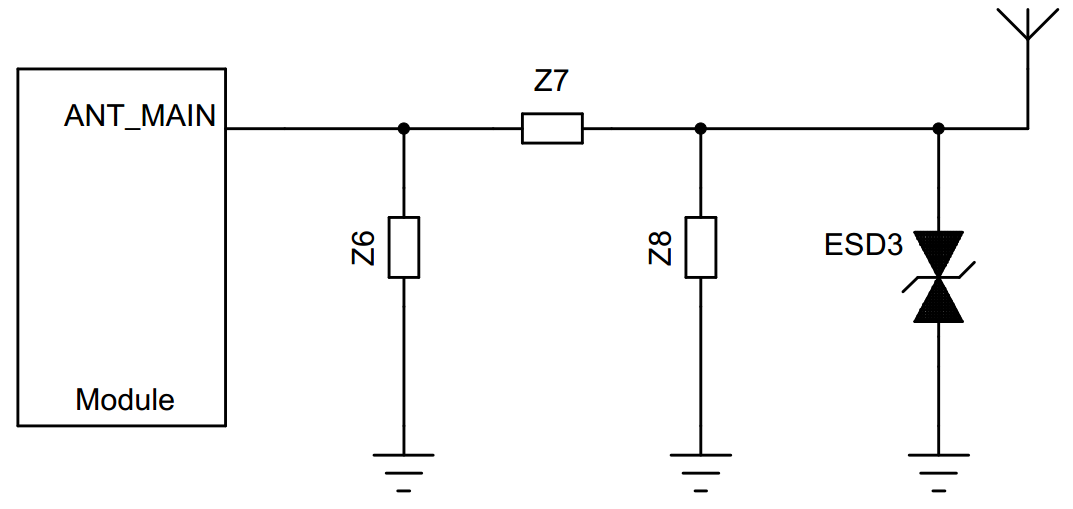 Z7
ANT_MAIN
Z6
Z8
ESD3
Module